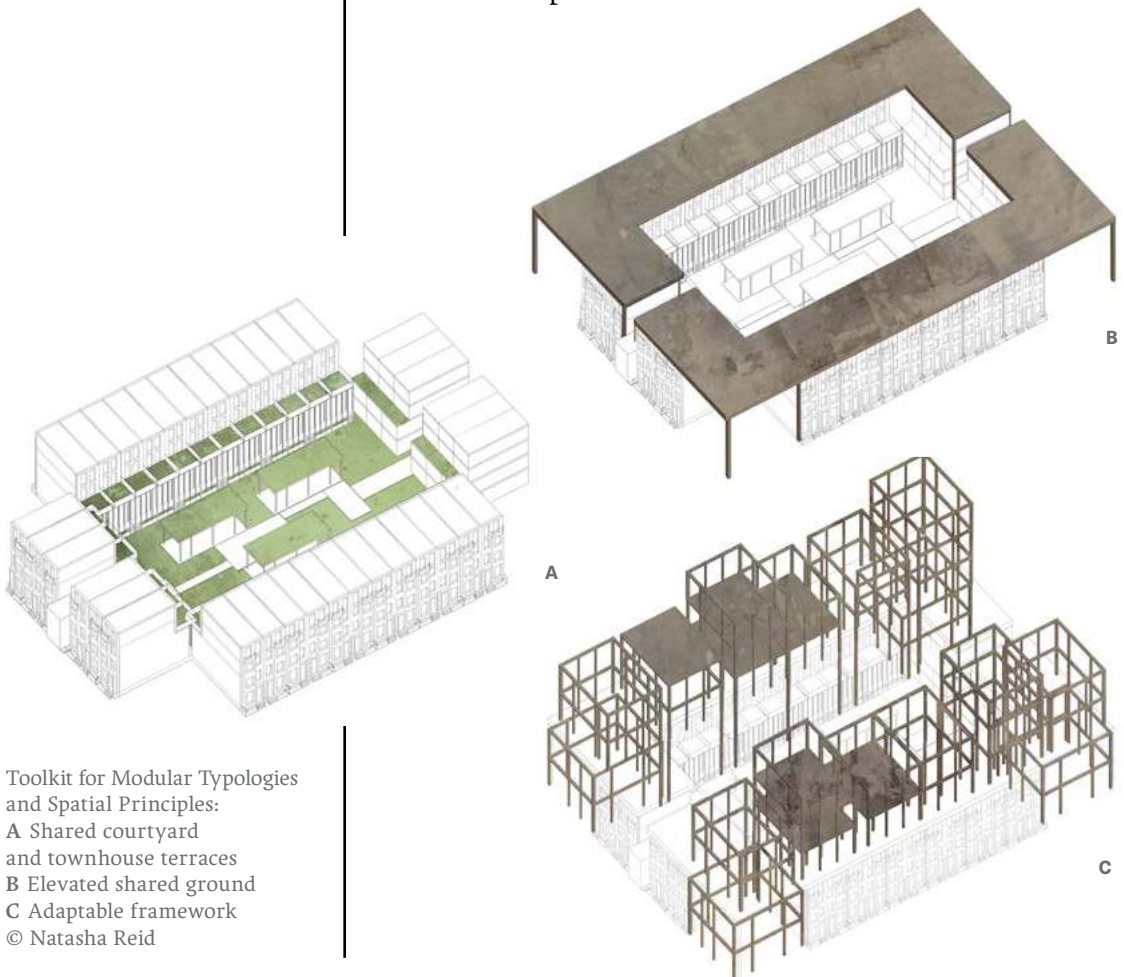 B
A
C
Toolkit for Modular Typologies
and Spatial Principles:
A Shared courtyard
and townhouse terraces
B Elevated shared ground
C Adaptable framework
© Natasha Reid